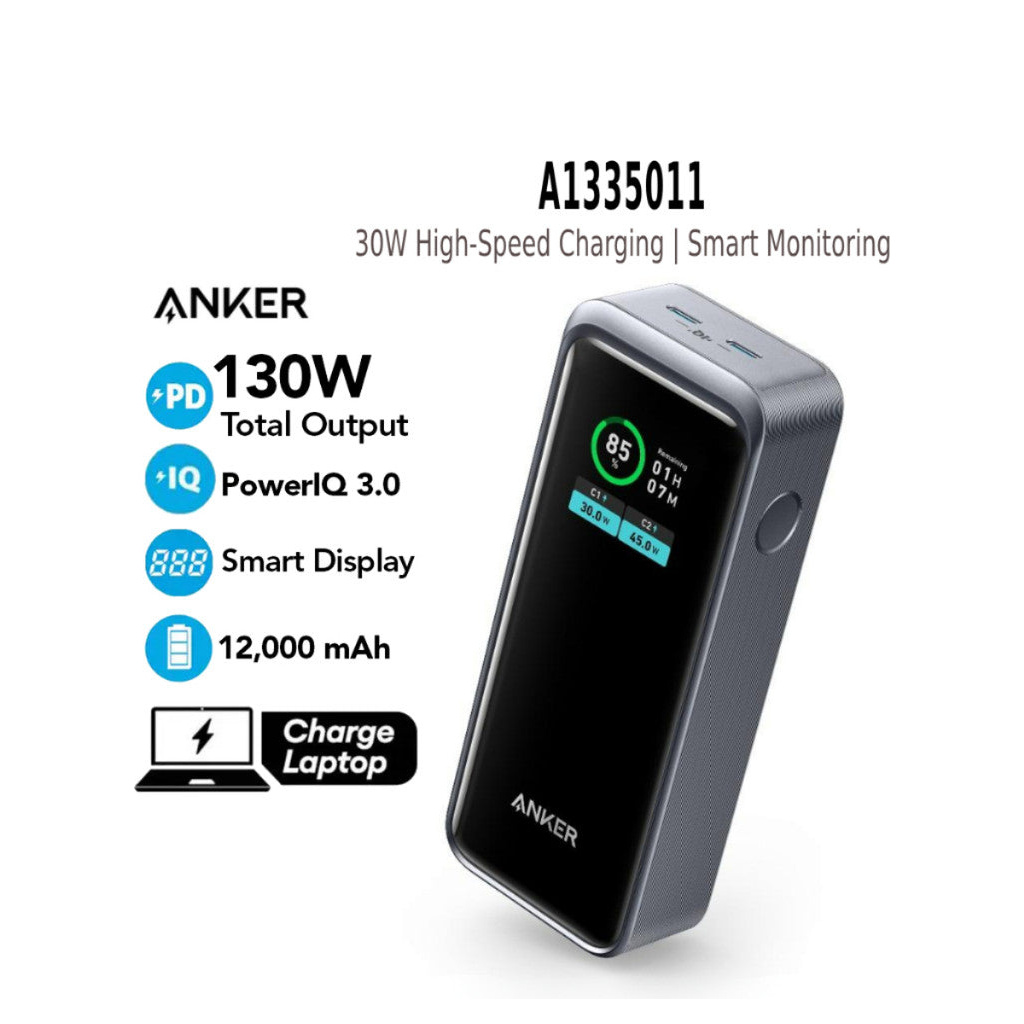 A1335011
30W High-Speed Charging | Smart Monitoring
ANKER
PD
130W
Total Output
IQ
PowerIQ 3.0
888
Smart Display
12,000 mAh
Charge
Laptop
85
%
Remaining
01H
07M
C1
30.0W
C2
45.0W
ANKER